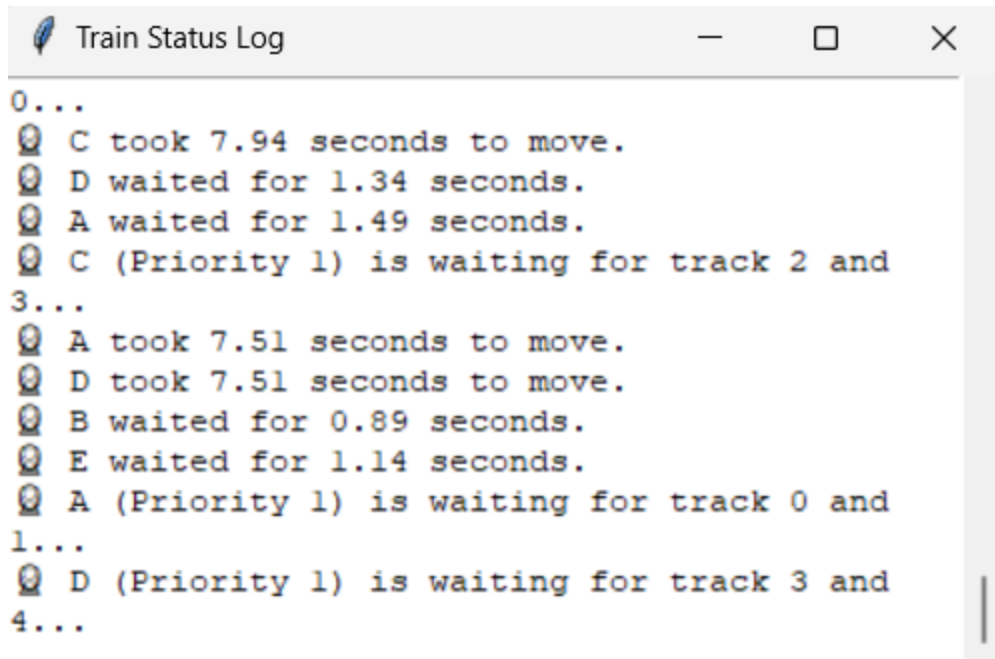 Train Status Log
0...
C took 7.94 seconds to move.
D waited for 1.34 seconds.
A waited for 1.49 seconds.
C (Priority 1) is waiting for track 2 and
3...
A took 7.51 seconds to move.
D took 7.51 seconds to move.
B waited for 0.89 seconds.
E waited for 1.14 seconds.
A (Priority 1) is waiting for track 0 and
1...
D (Priority 1) is waiting for track 3 and
4...